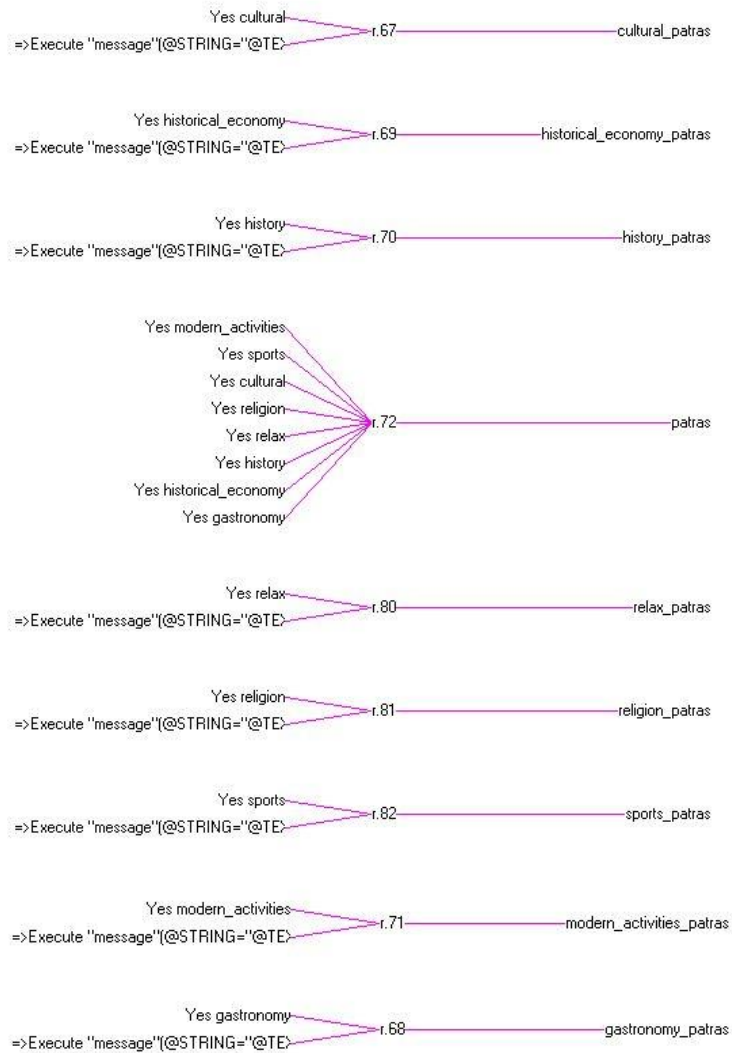 Yes cultural
=>Execute "message"(@STRING="@TE
r.67
cultural_patras
Yes historical_economy
=>Execute "message"(@STRING="@TE
r.69
historical_economy_patras
Yes history
=>Execute "message"(@STRING="@TE
r.70
history_patras
Yes modern_activities
Yes sports
Yes cultural
Yes religion
Yes relax
Yes history
Yes historical_economy
Yes gastronomy
r.72
patras
Yes relax
=>Execute "message"(@STRING="@TE
r.80
relax_patras
Yes religion
=>Execute "message"(@STRING="@TE
r.81
religion_patras
Yes sports
=>Execute "message"(@STRING="@TE
r.82
sports_patras
Yes modern_activities
=>Execute "message"(@STRING="@TE
r.71
modern_activities_patras
Yes gastronomy
=>Execute "message"(@STRING="@TE
r.68
gastronomy_patras